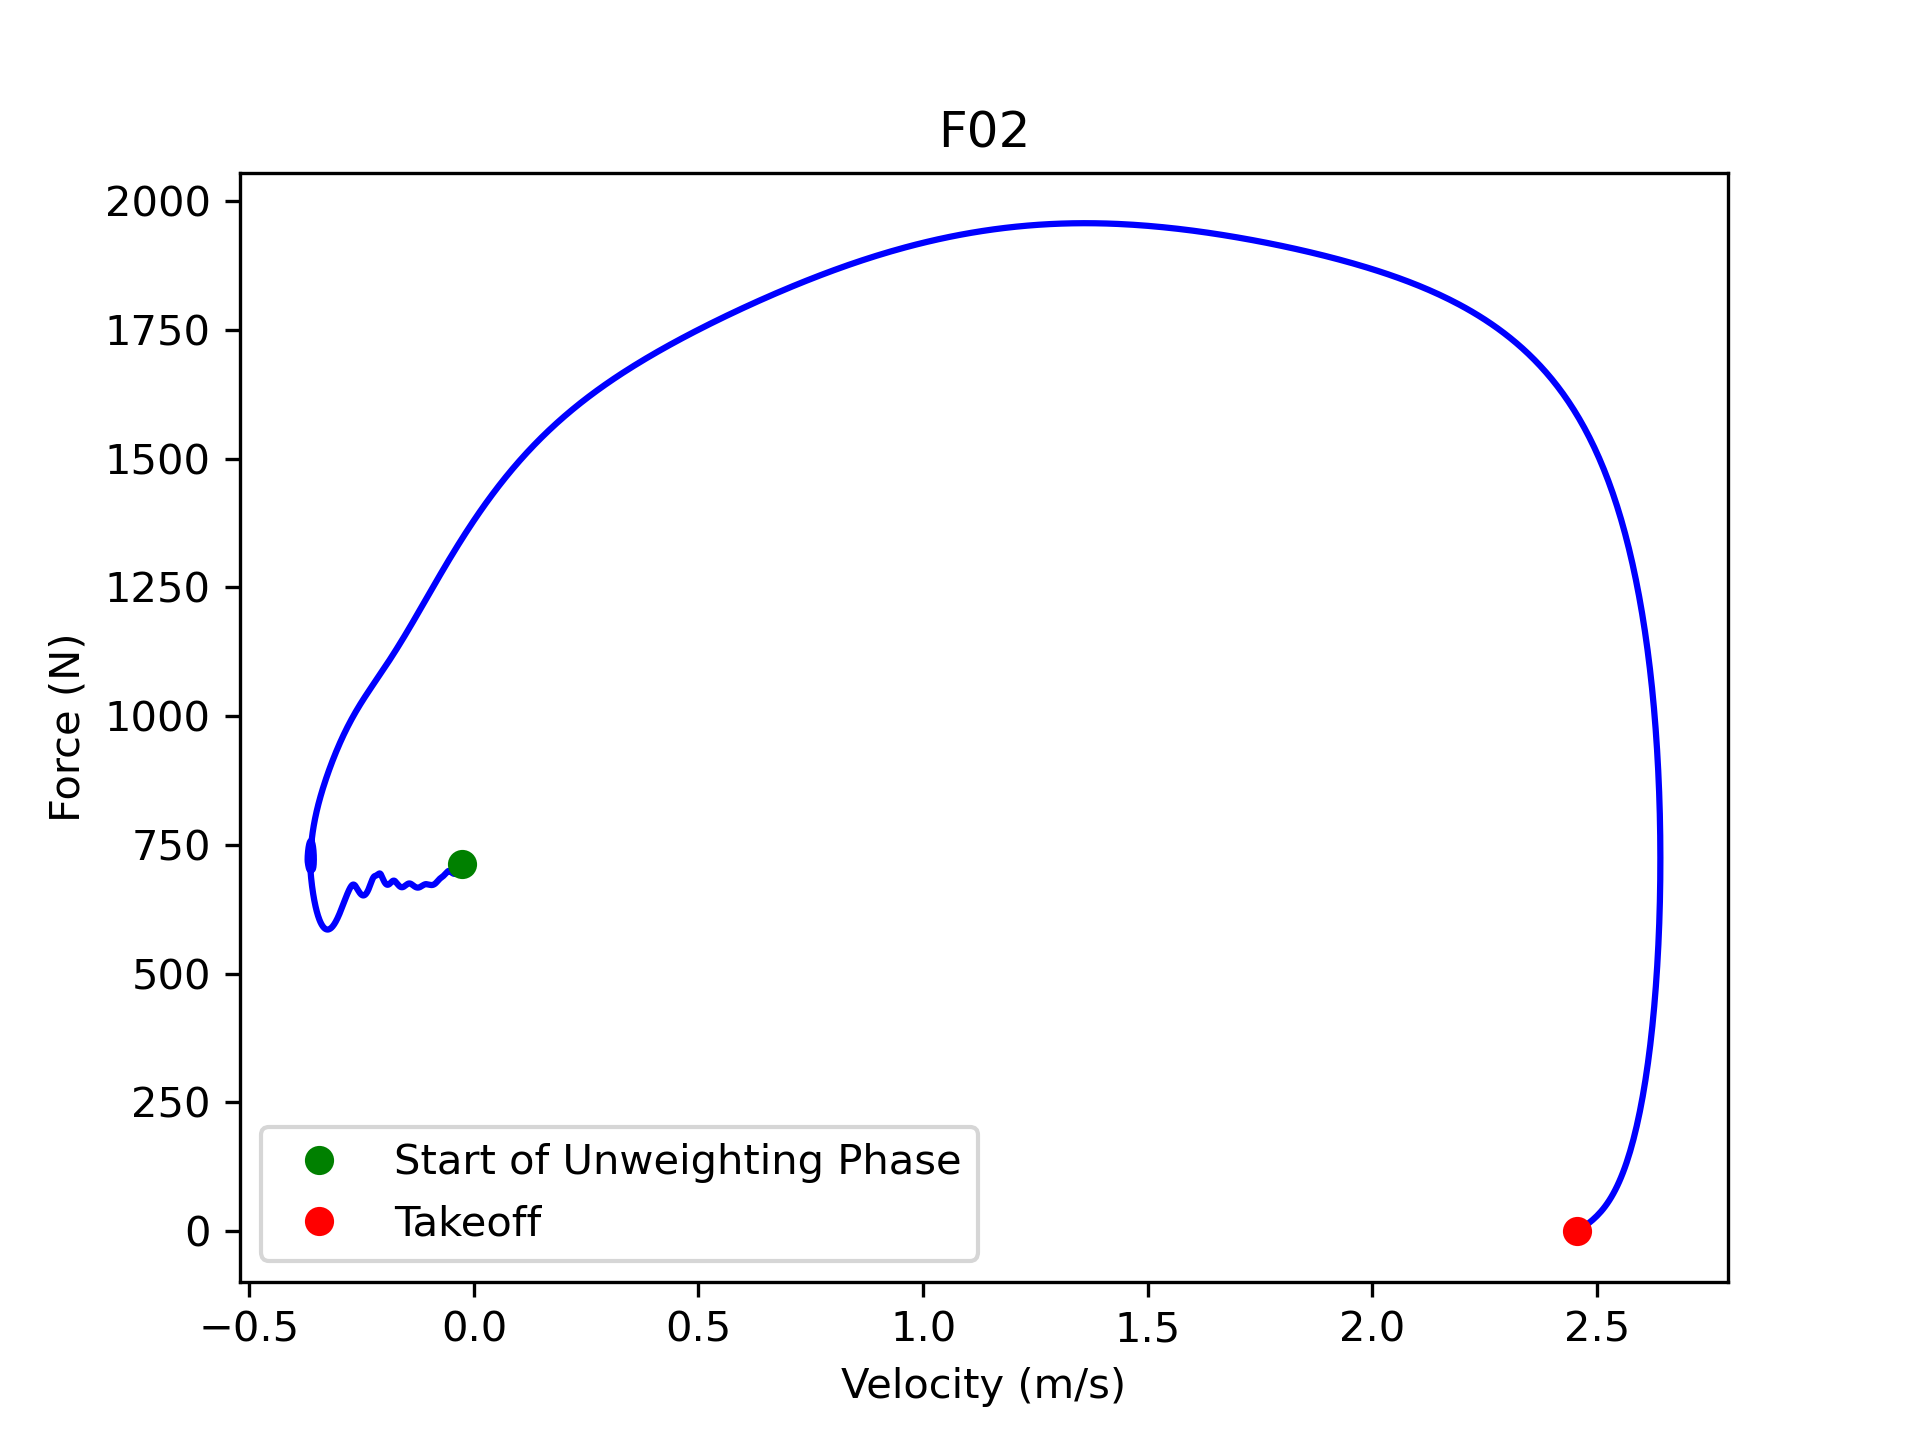 F02
2000
1750
1500
1250
1000
750
500
250
0
Force (N)
Start of Unweighting Phase
Takeoff
−0.5 0.0 0.5 1.0 1.5 2.0 2.5
Velocity (m/s)